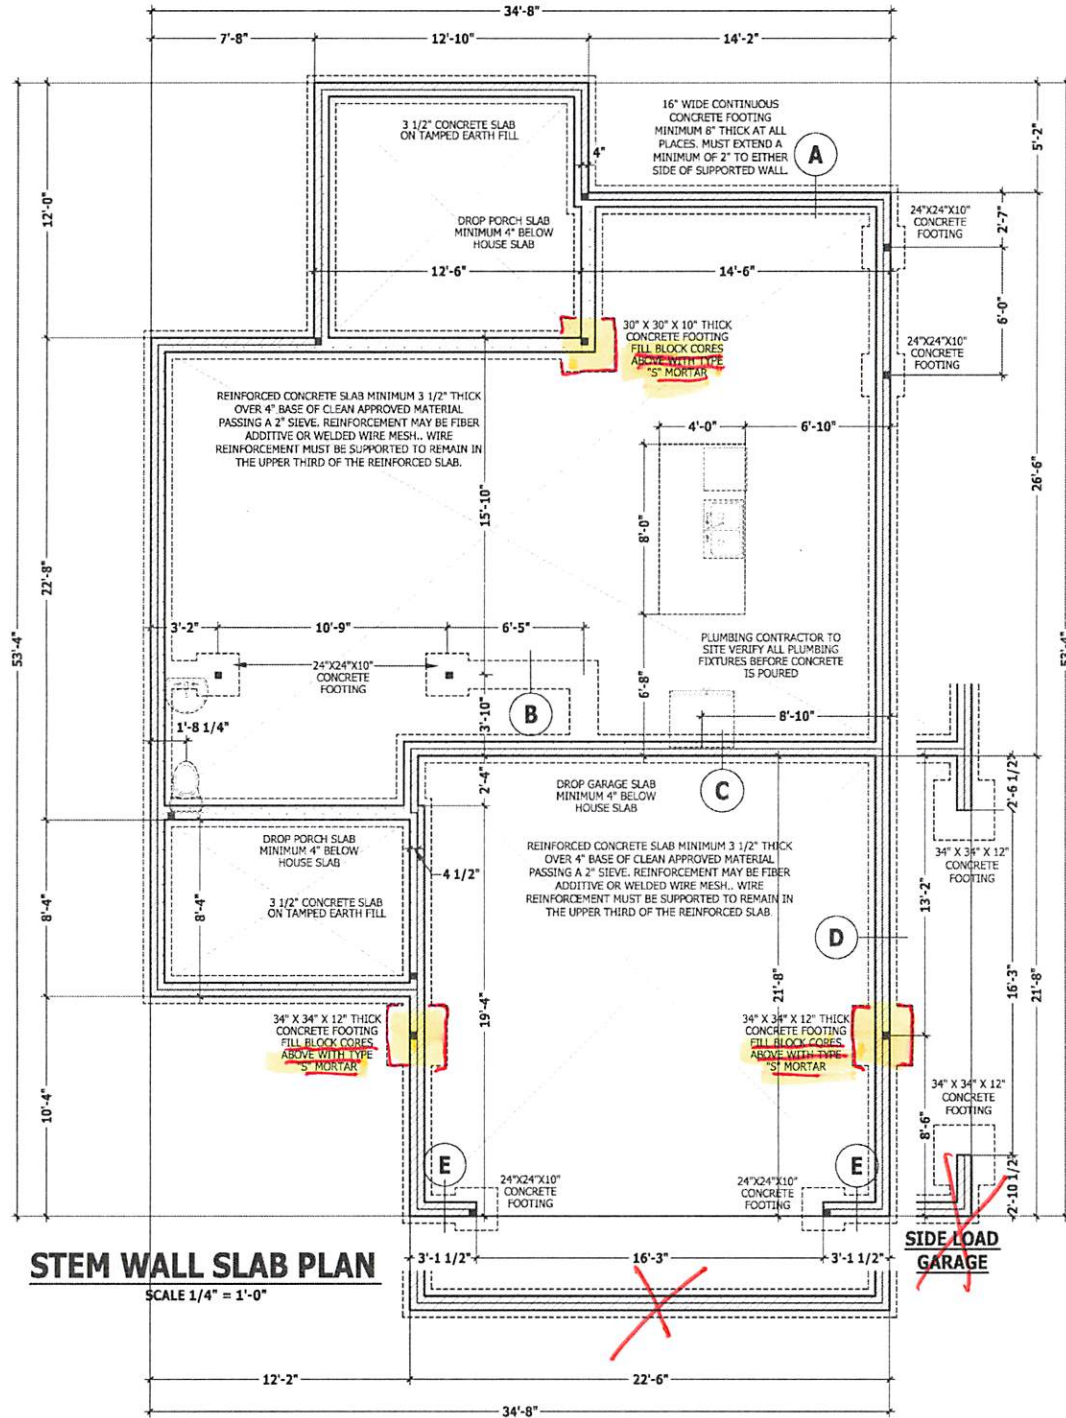 34'-8"
7'-8"
12'-10"
14'-2"
3 1/2" CONCRETE SLAB
ON TAMPED EARTH FILL
16" WIDE CONTINUOUS
CONCRETE FOOTING
MINIMUM 8" THICK AT ALL
PLACES. MUST EXTEND A
MINIMUM OF 2" TO EITHER
SIDE OF SUPPORTED WALL.
A
4"
5'-2"
12'-0"
DROP PORCH SLAB
MINIMUM 4" BELOW
HOUSE SLAB
24"X24"X10"
CONCRETE
FOOTING
2'-7"
12'-6"
14'-6"
6'-0"
30" X 30" X 10" THICK
CONCRETE FOOTING
FILL BLOCK CORES
ABOVE WITH TYPE
"S" MORTAR
24"X24"X10"
CONCRETE
FOOTING
REINFORCED CONCRETE SLAB MINIMUM 3 1/2" THICK
OVER 4" BASE OF CLEAN APPROVED MATERIAL
PASSING A 2" SIEVE. REINFORCEMENT MAY BE FIBER
ADDITIVE OR WELDED WIRE MESH.. WIRE
REINFORCEMENT MUST BE SUPPORTED TO REMAIN IN
THE UPPER THIRD OF THE REINFORCED SLAB.
4'-0"
6'-10"
26'-6"
15'-10"
8'-0"
22'-8"
53'-4"
53'-4"
3'-2"
10'-9"
6'-5"
24"X24"X10"
CONCRETE
FOOTING
PLUMBING CONTRACTOR TO
SITE VERIFY ALL PLUMBING
FIXTURES BEFORE CONCRETE
IS POURED
6'-8"
3'-10"
B
8'-10"
1'-8 1/4"
2'-4"
DROP GARAGE SLAB
MINIMUM 4" BELOW
HOUSE SLAB
C
2'-6 1/2"
DROP PORCH SLAB
MINIMUM 4" BELOW
HOUSE SLAB
4 1/2"
REINFORCED CONCRETE SLAB MINIMUM 3 1/2" THICK
OVER 4" BASE OF CLEAN APPROVED MATERIAL
PASSING A 2" SIEVE. REINFORCEMENT MAY BE FIBER
ADDITIVE OR WELDED WIRE MESH.. WIRE
REINFORCEMENT MUST BE SUPPORTED TO REMAIN IN
THE UPPER THIRD OF THE REINFORCED SLAB
34" X 34" X 12"
CONCRETE
FOOTING
8'-4"
8'-4"
3 1/2" CONCRETE SLAB
ON TAMPED EARTH FILL
13'-2"
D
19'-4"
21'-8"
16'-3"
21'-8"
34" X 34" X 12" THICK
CONCRETE FOOTING
FILL BLOCK CORES
ABOVE WITH TYPE
"S" MORTAR
34" X 34" X 12" THICK
CONCRETE FOOTING
FILL BLOCK CORES
ABOVE WITH TYPE
"S" MORTAR
34" X 34" X 12"
CONCRETE
FOOTING
10'-4"
8'-6"
E
E
24"X24"X10"
CONCRETE
FOOTING
24"X24"X10"
CONCRETE
FOOTING
2'-10 1/2"
SIDE LOAD
GARAGE
STEM WALL SLAB PLAN
SCALE 1/4" = 1'-0"
3'-1 1/2"
16'-3"
3'-1 1/2"
12'-2"
22'-6"
34'-8"